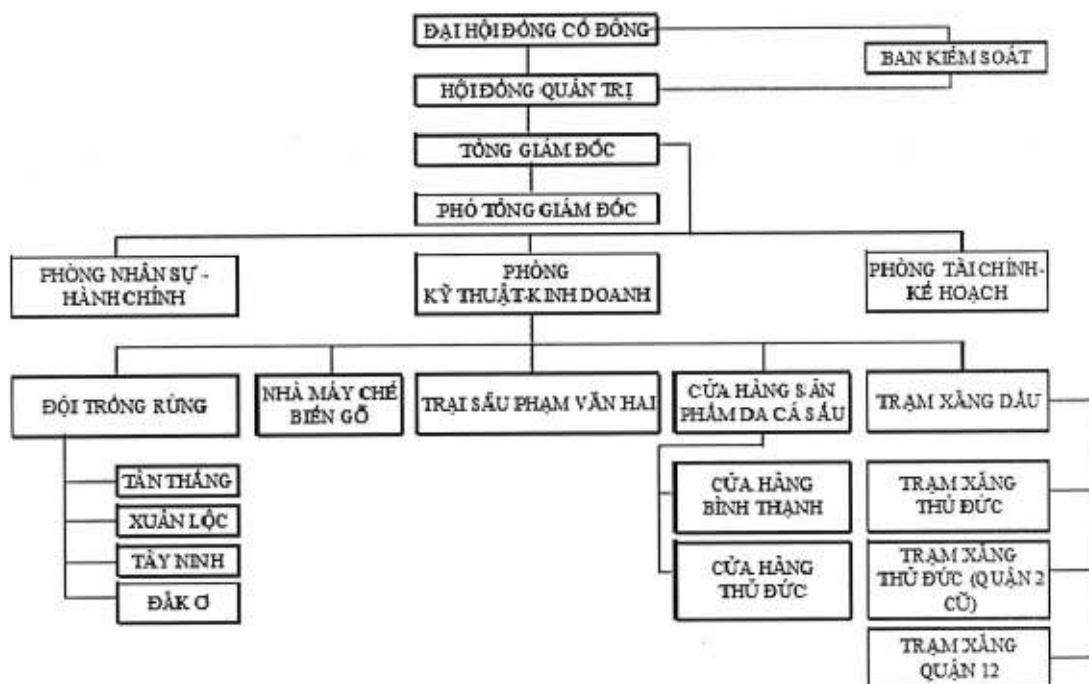 ĐẠI HỘI ĐỒNG CỔ ĐÔNG
BAN KIỂM SOÁT
HỘI ĐỒNG QUẢN TRỊ
TỔNG GIÁM ĐỐC
PHÓ TỔNG GIÁM ĐỐC
PHÒNG NHÂN SỰ -
HÀNH CHÍNH
PHÒNG
KỸ THUẬT-KINH DOANH
PHÒNG TÀI CHÍNH-
KẾ HOẠCH
ĐỘI TRỒNG RỪNG
NHÀ MÁY CHẾ
BIẾN GỖ
TRẠI SẤU PHẠM VĂN HAI
CỬA HÀNG SẢN
PHẨM DA CÁ SẤU
TRẠM XĂNG DẦU
TÂN THẮNG
XUÂN LỘC
TÂY NINH
ĐẮK Ơ
CỬA HÀNG
BÌNH THẠNH
CỬA HÀNG
THỦ ĐỨC
TRẠM XĂNG
THỦ ĐỨC
TRẠM XĂNG
THỦ ĐỨC (QUẬN 2
CŨ)
TRẠM XĂNG
QUẬN 12